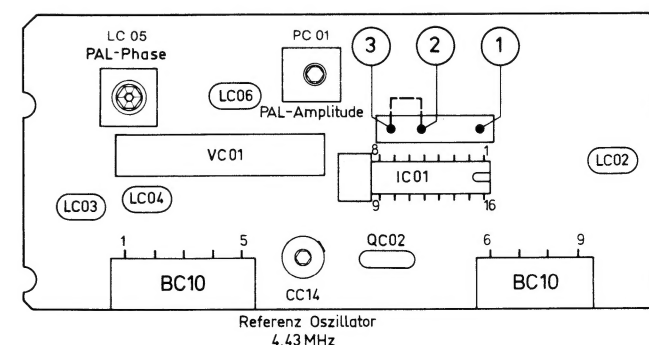 LC 05
PAL-Phase
PC 01
3
2
1
LC06
PAL-Amplitude
VC01
8
1
IC01
9
16
LC02
LC03
LC04
1
5
BC10
CC14
QC02
6
9
BC10
Referenz Oszillator
4,43 MHz